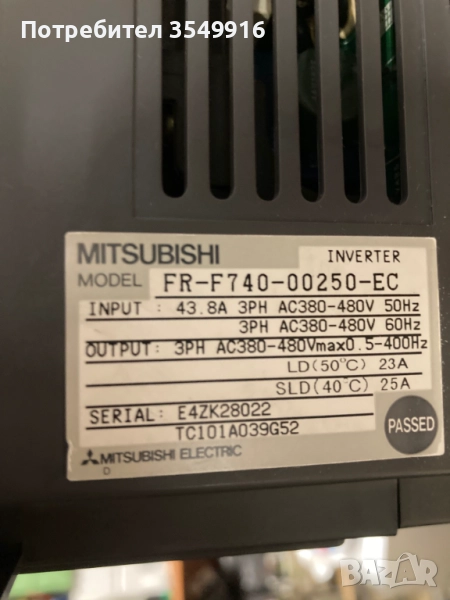 Потребител 3549916
MITSUBISHI INVERTER
MODEL FR-F740-00250-EC
INPUT : 43.8A 3PH AC380-480V 50Hz
3PH AC380-480V 60Hz
OUTPUT: 3PH AC380-480Vmax0.5-400Hz
LD(50°C) 23A
SLD(40°C) 25A
SERIAL: E4ZK28022
TC101A039G52
PASSED
MITSUBISHI ELECTRIC
D
BAZAR